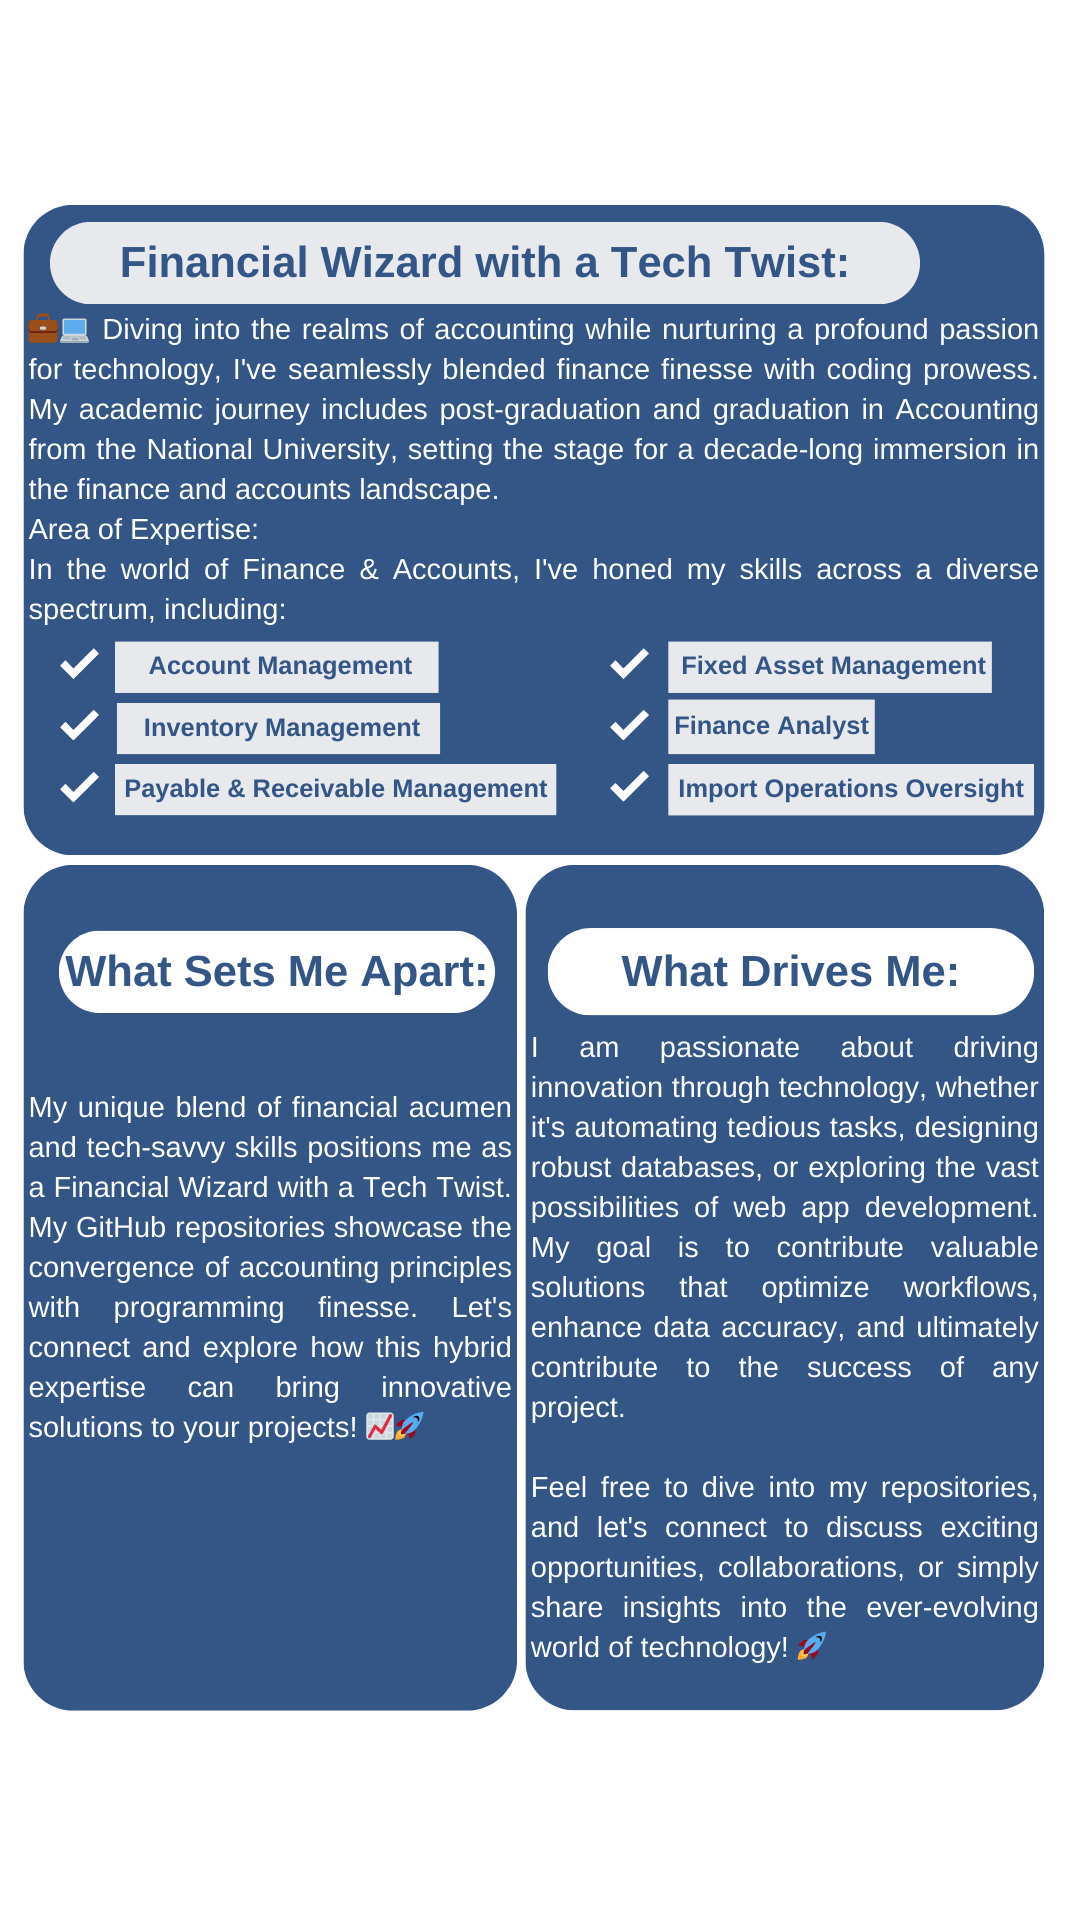 Financial Wizard with a Tech Twist:
💼💻 Diving into the realms of accounting while nurturing a profound passion
for technology, I've seamlessly blended finance finesse with coding prowess.
My academic journey includes post-graduation and graduation in Accounting
from the National University, setting the stage for a decade-long immersion in
the finance and accounts landscape.
Area of Expertise:
In the world of Finance & Accounts, I've honed my skills across a diverse
spectrum, including:
Account Management
Inventory Management
Payable & Receivable Management
Fixed Asset Management
Finance Analyst
Import Operations Oversight
What Sets Me Apart:
My unique blend of financial acumen
and tech-savvy skills positions me as
a Financial Wizard with a Tech Twist.
My GitHub repositories showcase the
convergence of accounting principles
with programming finesse. Let's
connect and explore how this hybrid
expertise can bring innovative
solutions to your projects! 📈🚀
What Drives Me:
I am passionate about driving
innovation through technology, whether
it's automating tedious tasks, designing
robust databases, or exploring the vast
possibilities of web app development.
My goal is to contribute valuable
solutions that optimize workflows,
enhance data accuracy, and ultimately
contribute to the success of any
project.
Feel free to dive into my repositories,
and let's connect to discuss exciting
opportunities, collaborations, or simply
share insights into the ever-evolving
world of technology! 🚀